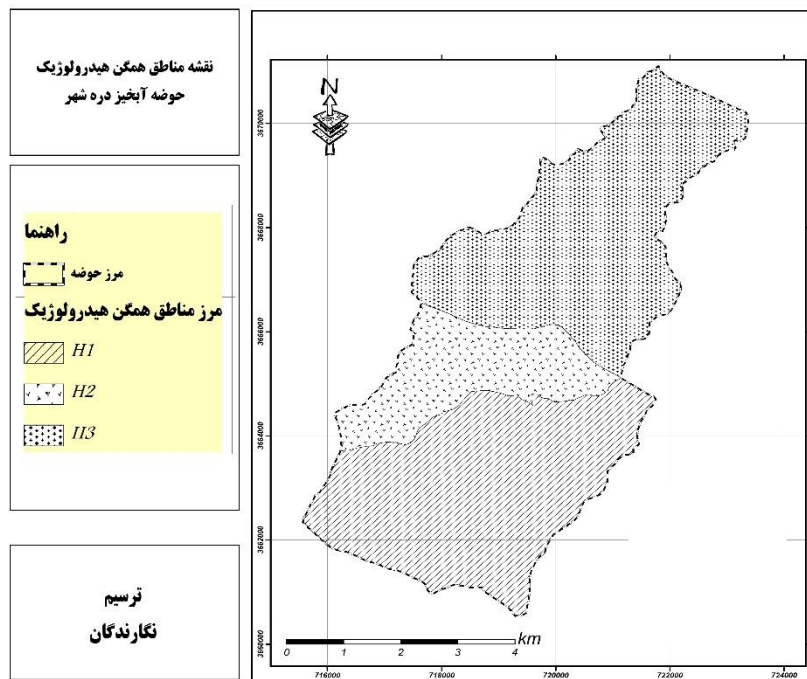 نقشه مناطق همگن هیدرولوژیک
حوضه آبخیز دره شهر
راهنما
مرز حوضه
مرز مناطق همگن هیدرولوژیک
H1
H2
H3
ترسیم
نگارندگان
N
3670000
3668000
3666000
3664000
3662000
3660000
0 1 2 3 4 km
716000 718000 720000 722000 724000